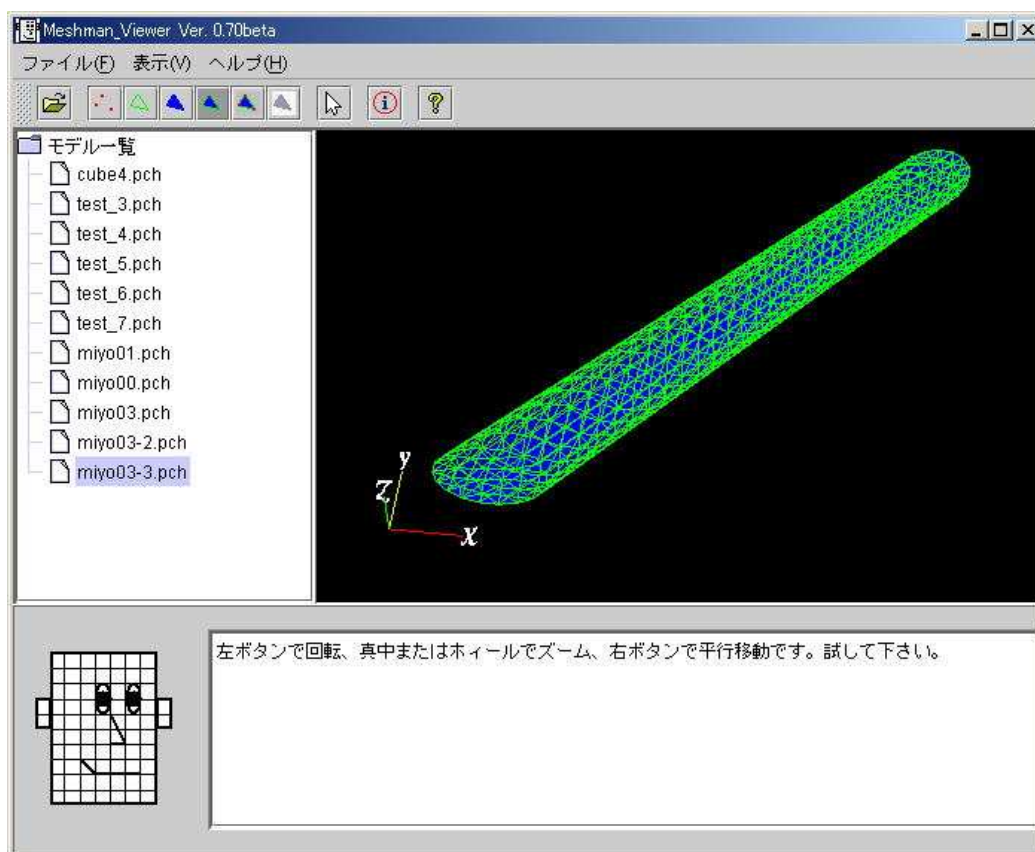 Meshman_Viewer Ver. 0.70beta
ファイル(F) 表示(V) ヘルプ(H)
モデル一覧
cube4.pch
test_3.pch
test_4.pch
test_5.pch
test_6.pch
test_7.pch
miyo01.pch
miyo00.pch
miyo03.pch
miyo03-2.pch
miyo03-3.pch
y
Z
X
左ボタンで回転、真中またはホィールでズーム、右ボタンで平行移動です。試して下さい。